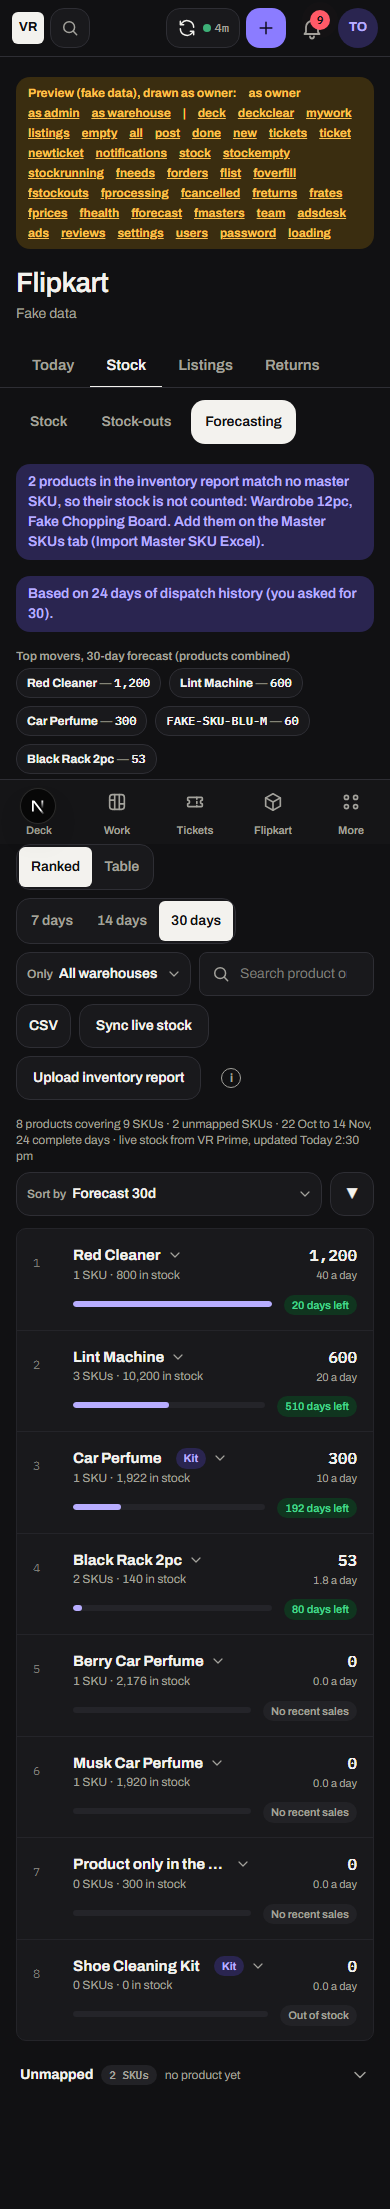 VR 4m 9 TO
Preview (fake data), drawn as owner: as owner
as admin as warehouse | deck deckclear mywork
listings empty all post done new tickets ticket
newticket notifications stock stockempty
stockrunning fneeds forders flist foverfill
fstockouts fprocessing fcancelled freturns frates
fprices fhealth fforecast fmasters team adsdesk
ads reviews settings users password loading
Flipkart
Fake data
Today Stock Listings Returns
Stock Stock-outs Forecasting
2 products in the inventory report match no master
SKU, so their stock is not counted: Wardrobe 12pc,
Fake Chopping Board. Add them on the Master
SKUs tab (Import Master SKU Excel).
Based on 24 days of dispatch history (you asked for
30).
Top movers, 30-day forecast (products combined)
Red Cleaner — 1,200 Lint Machine — 600
Car Perfume — 300 FAKE-SKU-BLU-M — 60
Black Rack 2pc — 53
N
Deck Work Tickets Flipkart More
Ranked Table
7 days 14 days 30 days
Only All warehouses Search product o
CSV Sync live stock
Upload inventory report i
8 products covering 9 SKUs · 2 unmapped SKUs · 22 Oct to 14 Nov,
24 complete days · live stock from VR Prime, updated Today 2:30
pm
Sort by Forecast 30d ▼
1 Red Cleaner 1,200
1 SKU · 800 in stock 40 a day
20 days left
2 Lint Machine 600
3 SKUs · 10,200 in stock 20 a day
510 days left
3 Car Perfume Kit 300
1 SKU · 1,922 in stock 10 a day
192 days left
4 Black Rack 2pc 53
2 SKUs · 140 in stock 1.8 a day
80 days left
5 Berry Car Perfume 0
1 SKU · 2,176 in stock 0.0 a day
No recent sales
6 Musk Car Perfume 0
1 SKU · 1,920 in stock 0.0 a day
No recent sales
7 Product only in the ... 0
0 SKUs · 300 in stock 0.0 a day
No recent sales
8 Shoe Cleaning Kit Kit 0
0 SKUs · 0 in stock 0.0 a day
Out of stock
Unmapped 2 SKUs no product yet